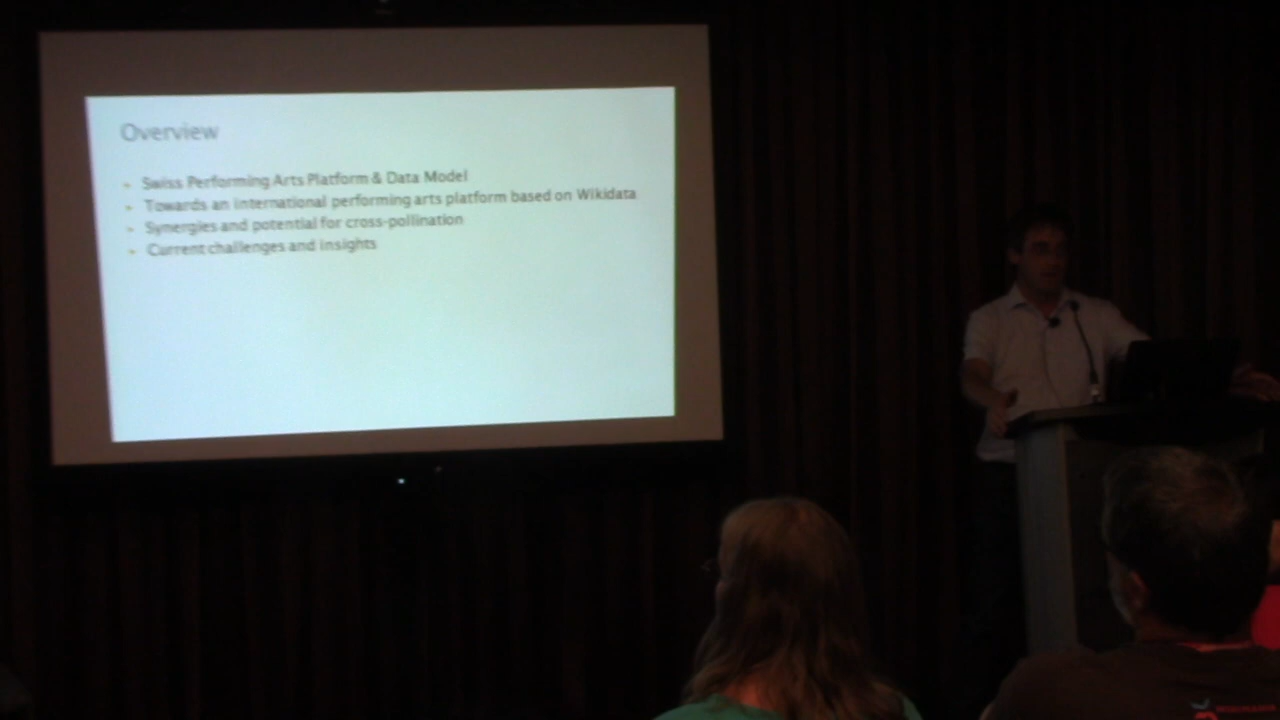 Overview
Swiss Performing Arts Platform & Data Model
Towards an international performing arts platform based on Wikidata
Synergies and potential for cross-pollination
Current challenges and insights